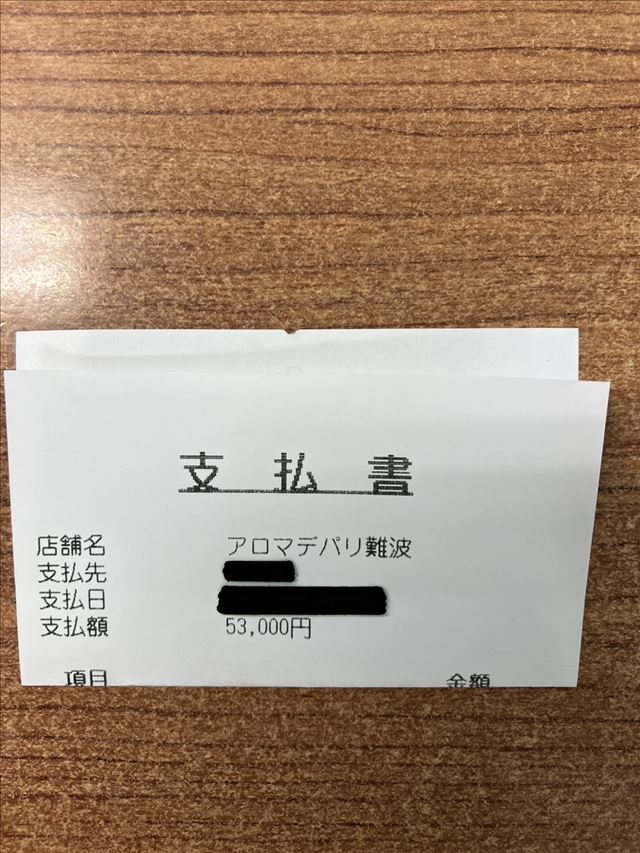 支払書
店舗名 アロマデパリ難波
支払先
支払日
支払額 53,000円
項目 金額